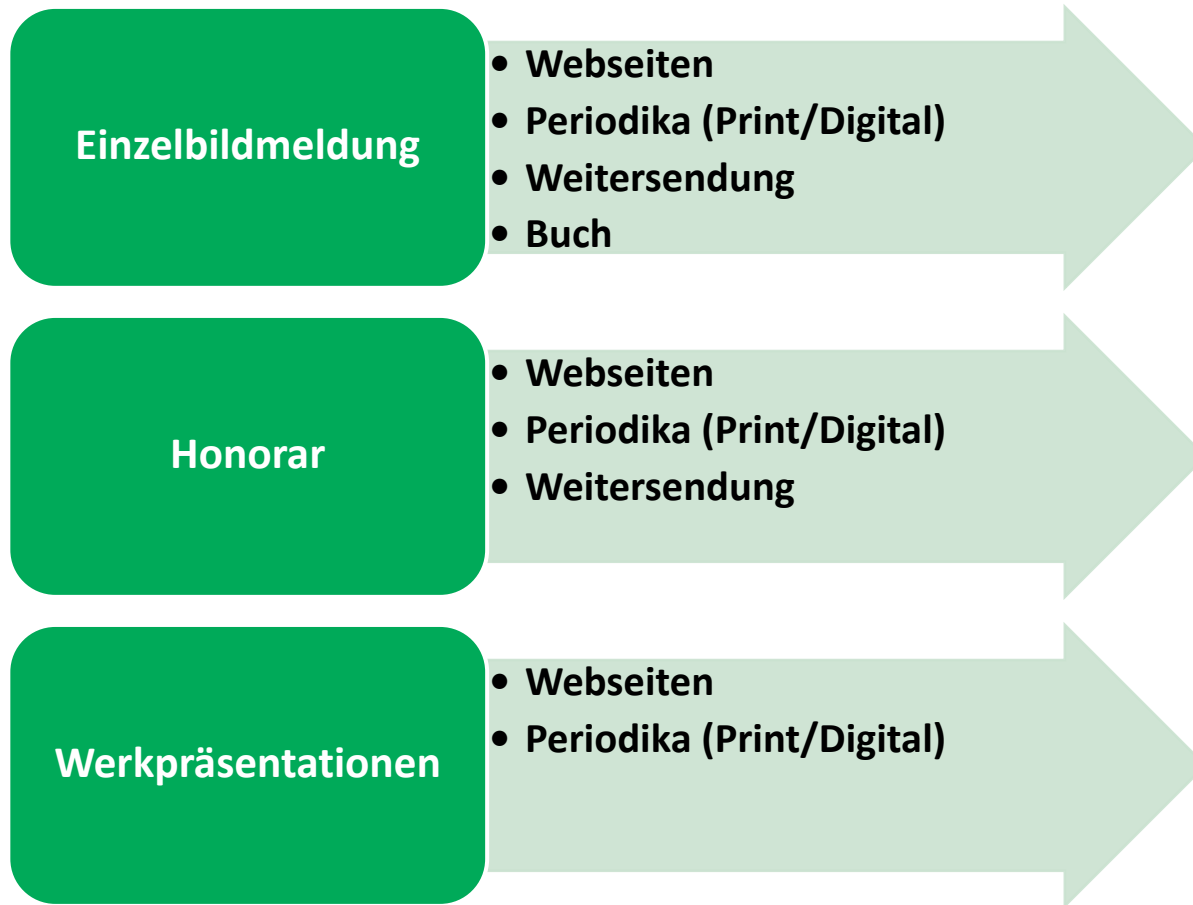 Einzelbildmeldung
• Webseiten
• Periodika (Print/Digital)
• Weitersendung
• Buch
Honorar
• Webseiten
• Periodika (Print/Digital)
• Weitersendung
Werkpräsentationen
• Webseiten
• Periodika (Print/Digital)